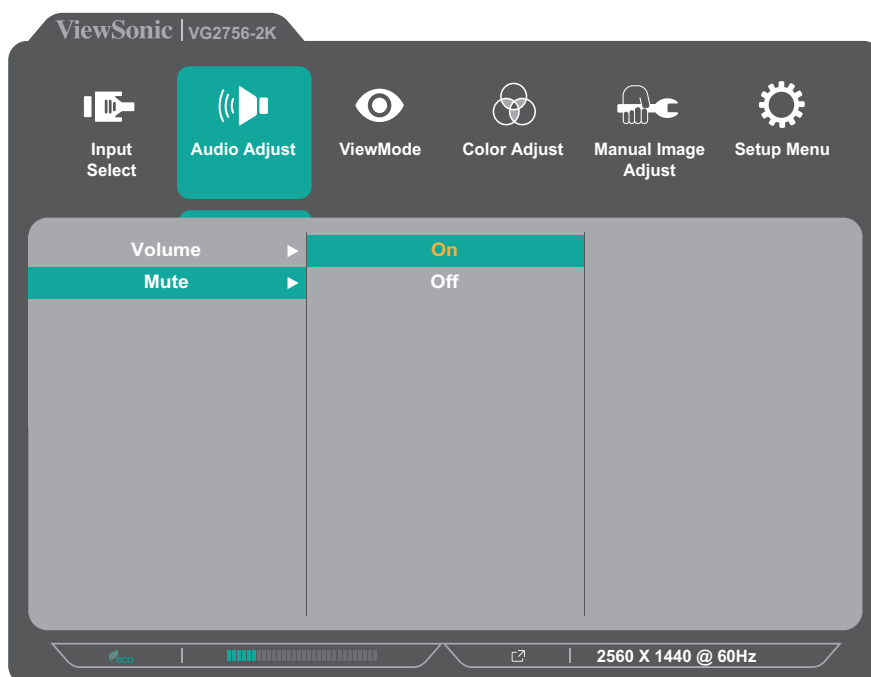 ViewSonic | VG2756-2K
Input
Select
Audio Adjust
ViewMode
Color Adjust
Manual Image
Adjust
Setup Menu
Volume
On
Mute
Off
eco
2560 X 1440 @ 60Hz